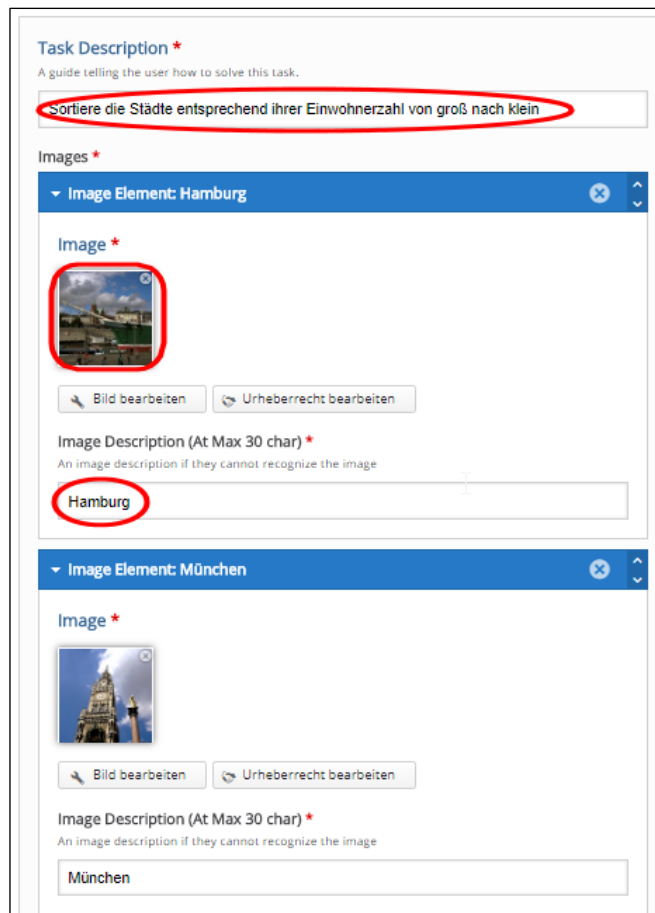 Task Description *
A guide telling the user how to solve this task.
Sortiere die Städte entsprechend ihrer Einwohnerzahl von groß nach klein
Images *
Image Element: Hamburg
Image *
Bild bearbeiten Urheberrecht bearbeiten
Image Description (At Max 30 char) *
An image description if they cannot recognize the image
Hamburg
Image Element: München
Image *
Bild bearbeiten Urheberrecht bearbeiten
Image Description (At Max 30 char) *
An image description if they cannot recognize the image
München